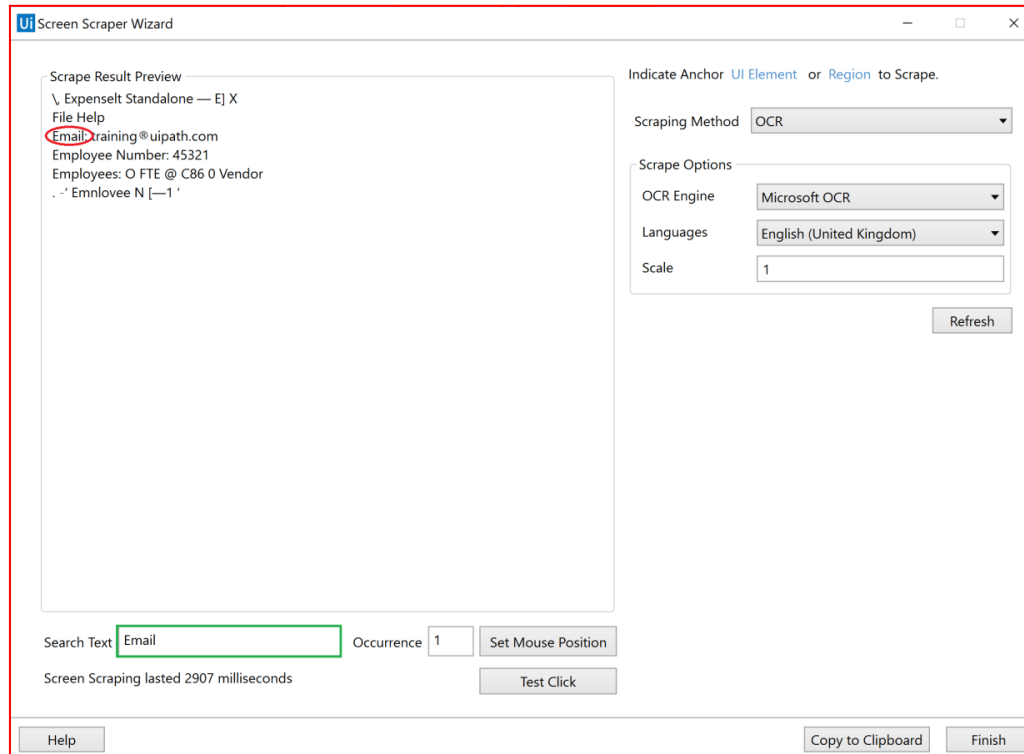 Ui Screen Scraper Wizard
Scrape Result Preview
\, Expenselt Standalone — E] X
File Help
Email: training®uipath.com
Employee Number: 45321
Employees: O FTE @ C86 0 Vendor
. -′ Emnlovee N [—1 ‘
Indicate Anchor UI Element or Region to Scrape.
Scraping Method OCR
Scrape Options
OCR Engine Microsoft OCR
Languages English (United Kingdom)
Scale 1
Refresh
Search Text Email Occurrence 1 Set Mouse Position
Screen Scraping lasted 2907 milliseconds Test Click
Help Copy to Clipboard Finish